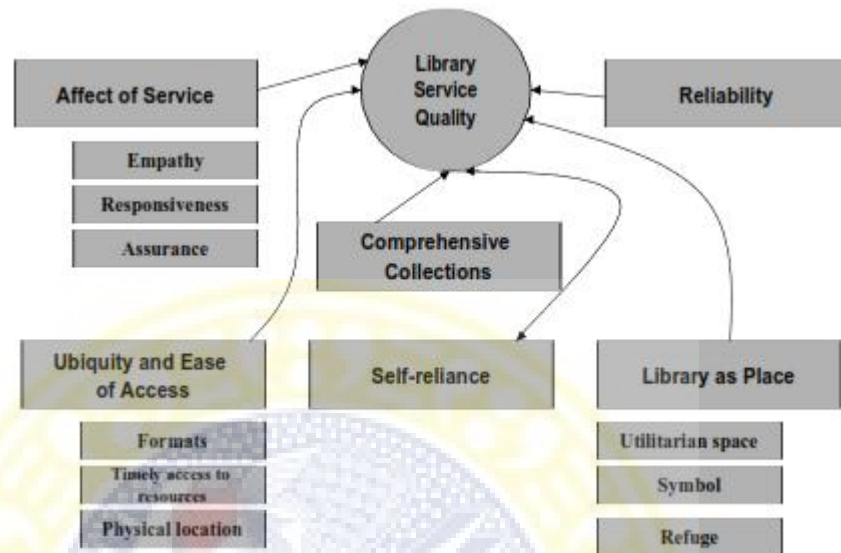 Library
Service
Quality
Affect of Service
Reliability
Empathy
Responsiveness
Assurance
Comprehensive
Collections
Ubiquity and Ease
of Access
Self-reliance
Library as Place
Formats
Timely access to
resources
Physical location
Utilitarian space
Symbol
Refuge